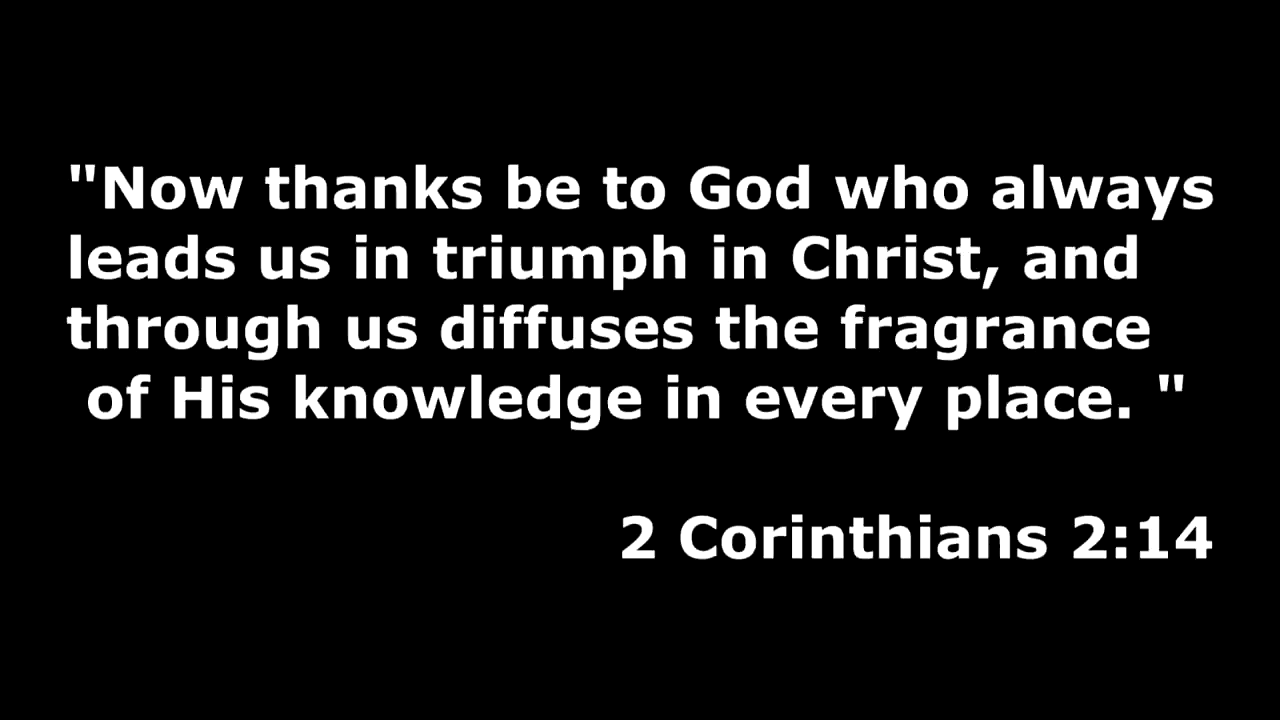 "Now thanks be to God who always
leads us in triumph in Christ, and
through us diffuses the fragrance
of His knowledge in every place. "
2 Corinthians 2:14